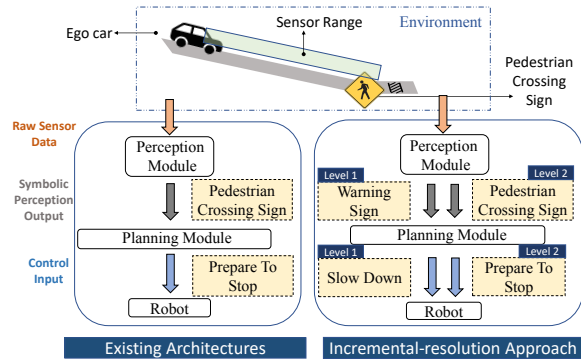 Environment
Sensor Range
Ego car
Pedestrian
Crossing
Sign
Raw Sensor
Data
Symbolic
Perception
Output
Control
Input
Perception
Module
Pedestrian
Crossing Sign
Planning Module
Prepare To
Stop
Robot
Existing Architectures
Perception
Module
Level 1
Warning
Sign
Level 2
Pedestrian
Crossing Sign
Planning Module
Level 1
Slow Down
Level 2
Prepare To
Stop
Robot
Incremental-resolution Approach